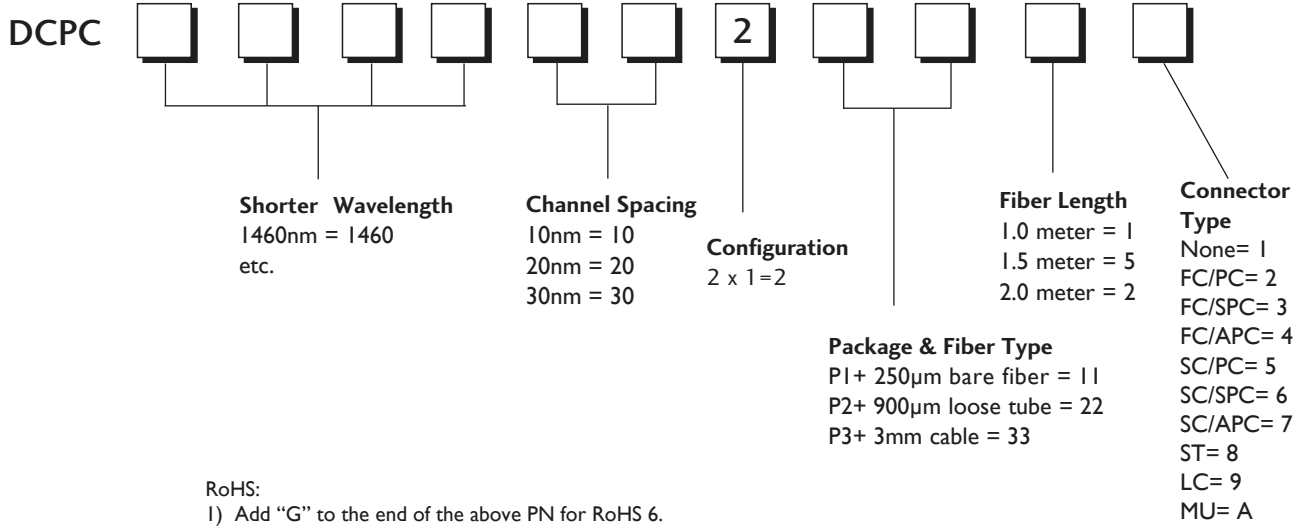 DCPC 2
Shorter Wavelength
1460nm = 1460
etc.
Channel Spacing
10nm = 10
20nm = 20
30nm = 30
Configuration
2 x 1=2
Package & Fiber Type
P1+ 250µm bare fiber = 11
P2+ 900µm loose tube = 22
P3+ 3mm cable = 33
Fiber Length
1.0 meter = 1
1.5 meter = 5
2.0 meter = 2
Connector
Type
None= 1
FC/PC= 2
FC/SPC= 3
FC/APC= 4
SC/PC= 5
SC/SPC= 6
SC/APC= 7
ST= 8
LC= 9
MU= A
RoHS:
1) Add “G” to the end of the above PN for RoHS 6.